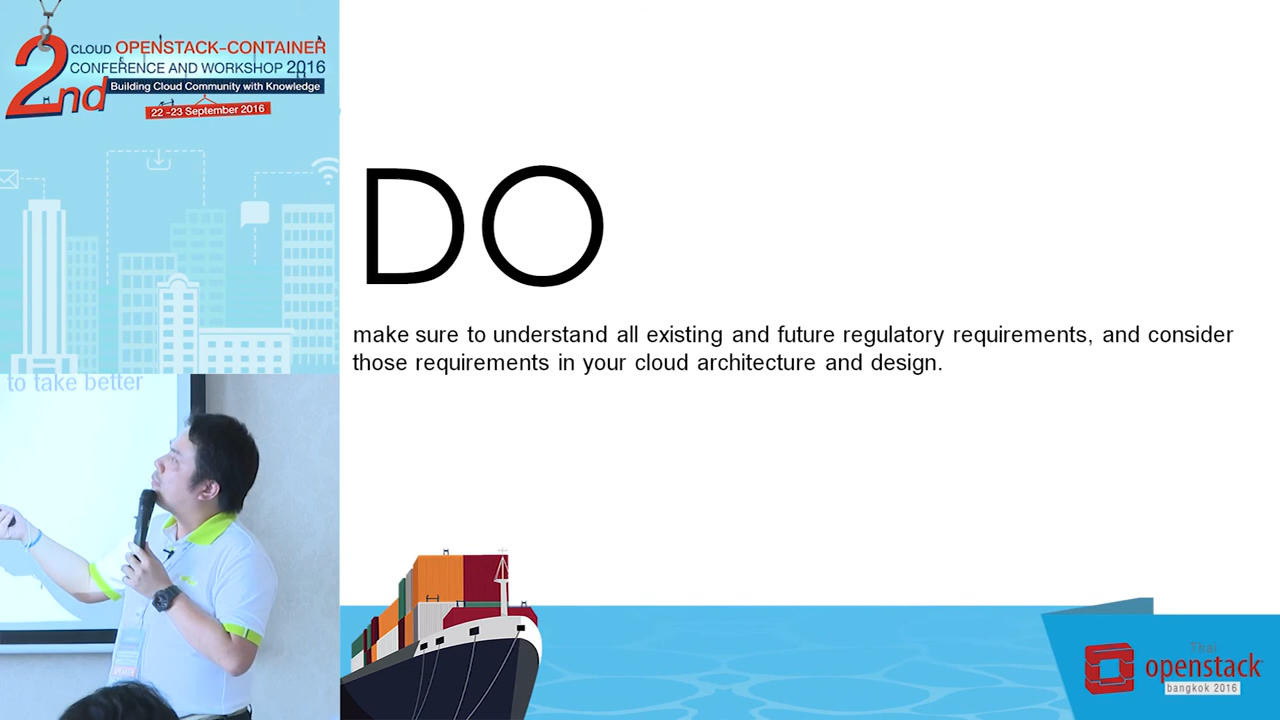 2nd
CLOUD OPENSTACK-CONTAINER
CONFERENCE AND WORKSHOP 2016
Building Cloud Community with Knowledge
22 -23 September 2016
DO
make sure to understand all existing and future regulatory requirements, and consider
those requirements in your cloud architecture and design.
to take better
Thai
openstack
bangkok 2016